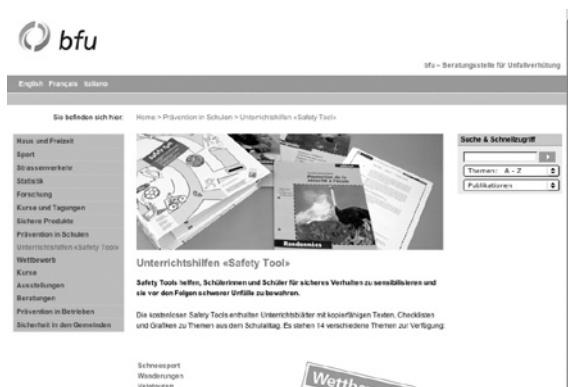 bfu
bfu – Beratungsstelle für Unfallverhütung
English Français Italiano
Sie befinden sich hier: Home > Prävention in Schulen > Unterrichtshilfen «Safety Tool»
Haus und Freizeit
Sport
Strassenverkehr
Statistik
Forschung
Kurse und Tagungen
Sichere Produkte
Prävention in Schulen
Unterrichtshilfen «Safety Tool»
Wettbewerb
Kurse
Ausstellungen
Beratungen
Prävention in Betrieben
Sicherheit in den Gemeinden
Randonnées
Suche & Schnellzugriff
Themen: A - Z
Publikationen
Unterrichtshilfen «Safety Tool»
Safety Tools helfen, Schülerinnen und Schüler für sicheres Verhalten zu sensibilisieren und
sie vor den Folgen schwerer Unfälle zu bewahren.
Die kostenlosen Safety Tools enthalten Unterrichtsblätter mit kopierfähigen Texten, Checklisten
und Grafiken zu Themen aus dem Schulalltag. Es stehen 14 verschiedene Themen zur Verfügung:
Schneesport
Wanderungen